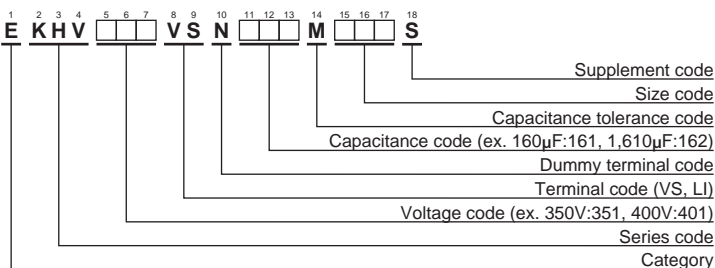 1 2 3 4 5 6 7 8 9 10 11 12 13 14 15 16 17 18
E KHV □□□ VS N □□□ M □□□ S
Supplement code
Size code
Capacitance tolerance code
Capacitance code (ex. 160µF:161, 1,610µF:162)
Dummy terminal code
Terminal code (VS, LI)
Voltage code (ex. 350V:351, 400V:401)
Series code
Category